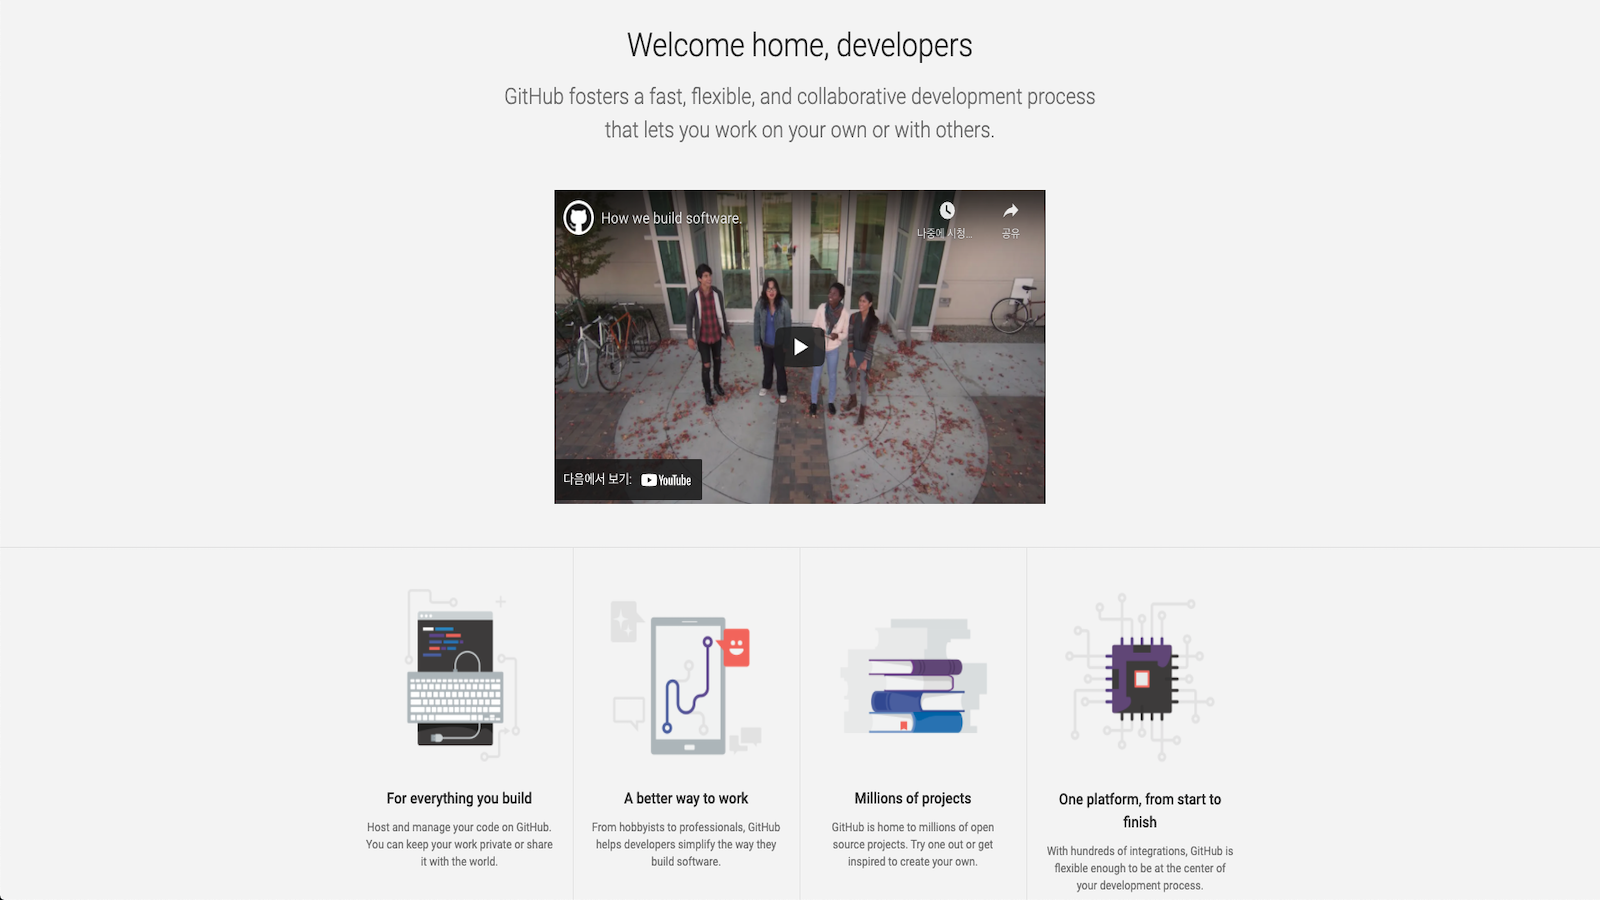 Welcome home, developers
GitHub fosters a fast, flexible, and collaborative development process
that lets you work on your own or with others.
How we build software.
나중에 시청...
공유
다음에서 보기: YouTube
For everything you build
Host and manage your code on GitHub.
You can keep your work private or share
it with the world.
A better way to work
From hobbyists to professionals, GitHub
helps developers simplify the way they
build software.
Millions of projects
GitHub is home to millions of open
source projects. Try one out or get
inspired to create your own.
One platform, from start to
finish
With hundreds of integrations, GitHub is
flexible enough to be at the center of
your development process.